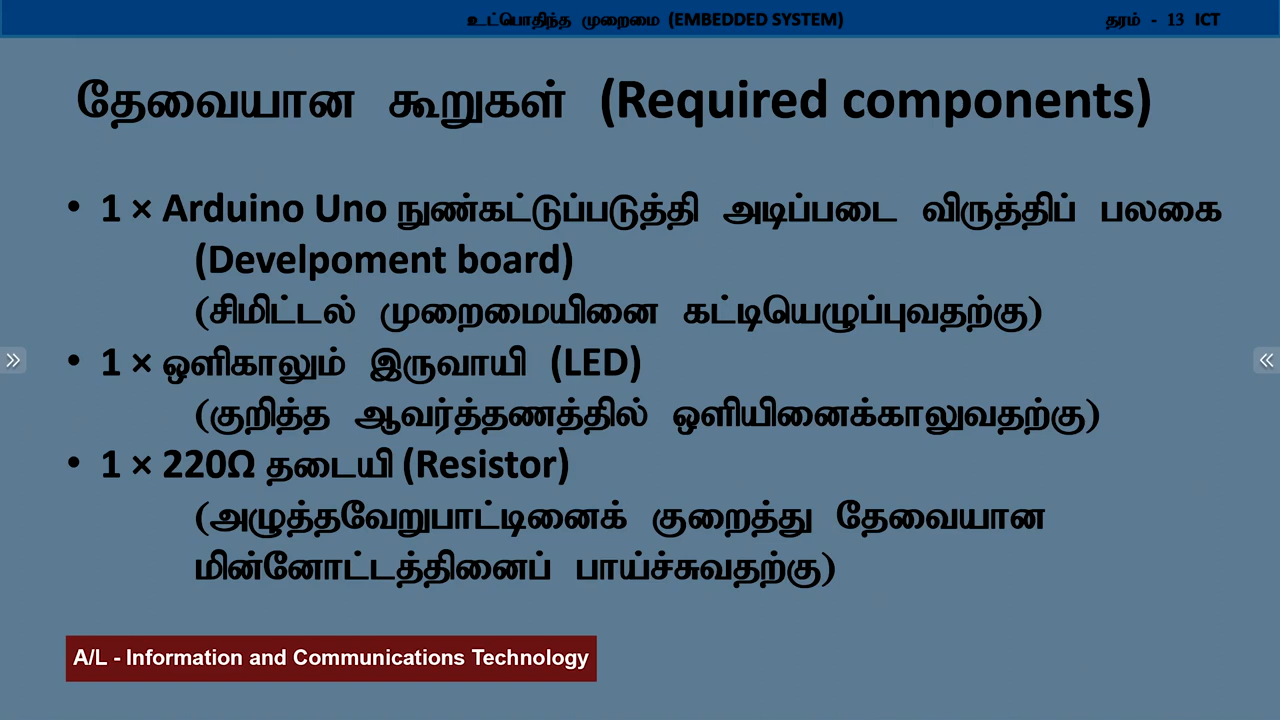 உட்பொதிந்த முறைமை (EMBEDDED SYSTEM)
தரம் - 13 ICT
தேவையான கூறுகள் (Required components)
• 1 × Arduino Uno நுண்கட்டுப்படுத்தி அடிப்படை விருத்திப் பலகை
(Develpoment board)
(சிமிட்டல் முறைமையினை கட்டியெழுப்புவதற்கு)
• 1 × ஒளிகாலும் இருவாயி (LED)
(குறித்த ஆவர்த்தணத்தில் ஒளியினைக்காலுவதற்கு)
• 1 × 220Ω தடையி (Resistor)
(அழுத்தவேறுபாட்டினைக் குறைத்து தேவையான
மின்னோட்டத்தினைப் பாய்ச்சுவதற்கு)
A/L - Information and Communications Technology